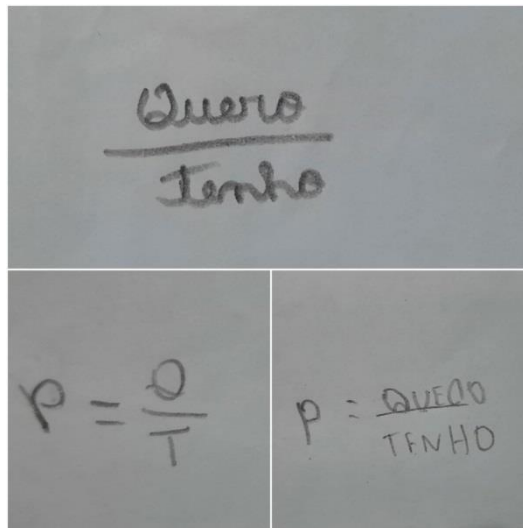 Quero
Tenho
P = Q
T
P = QUERO
TENHO